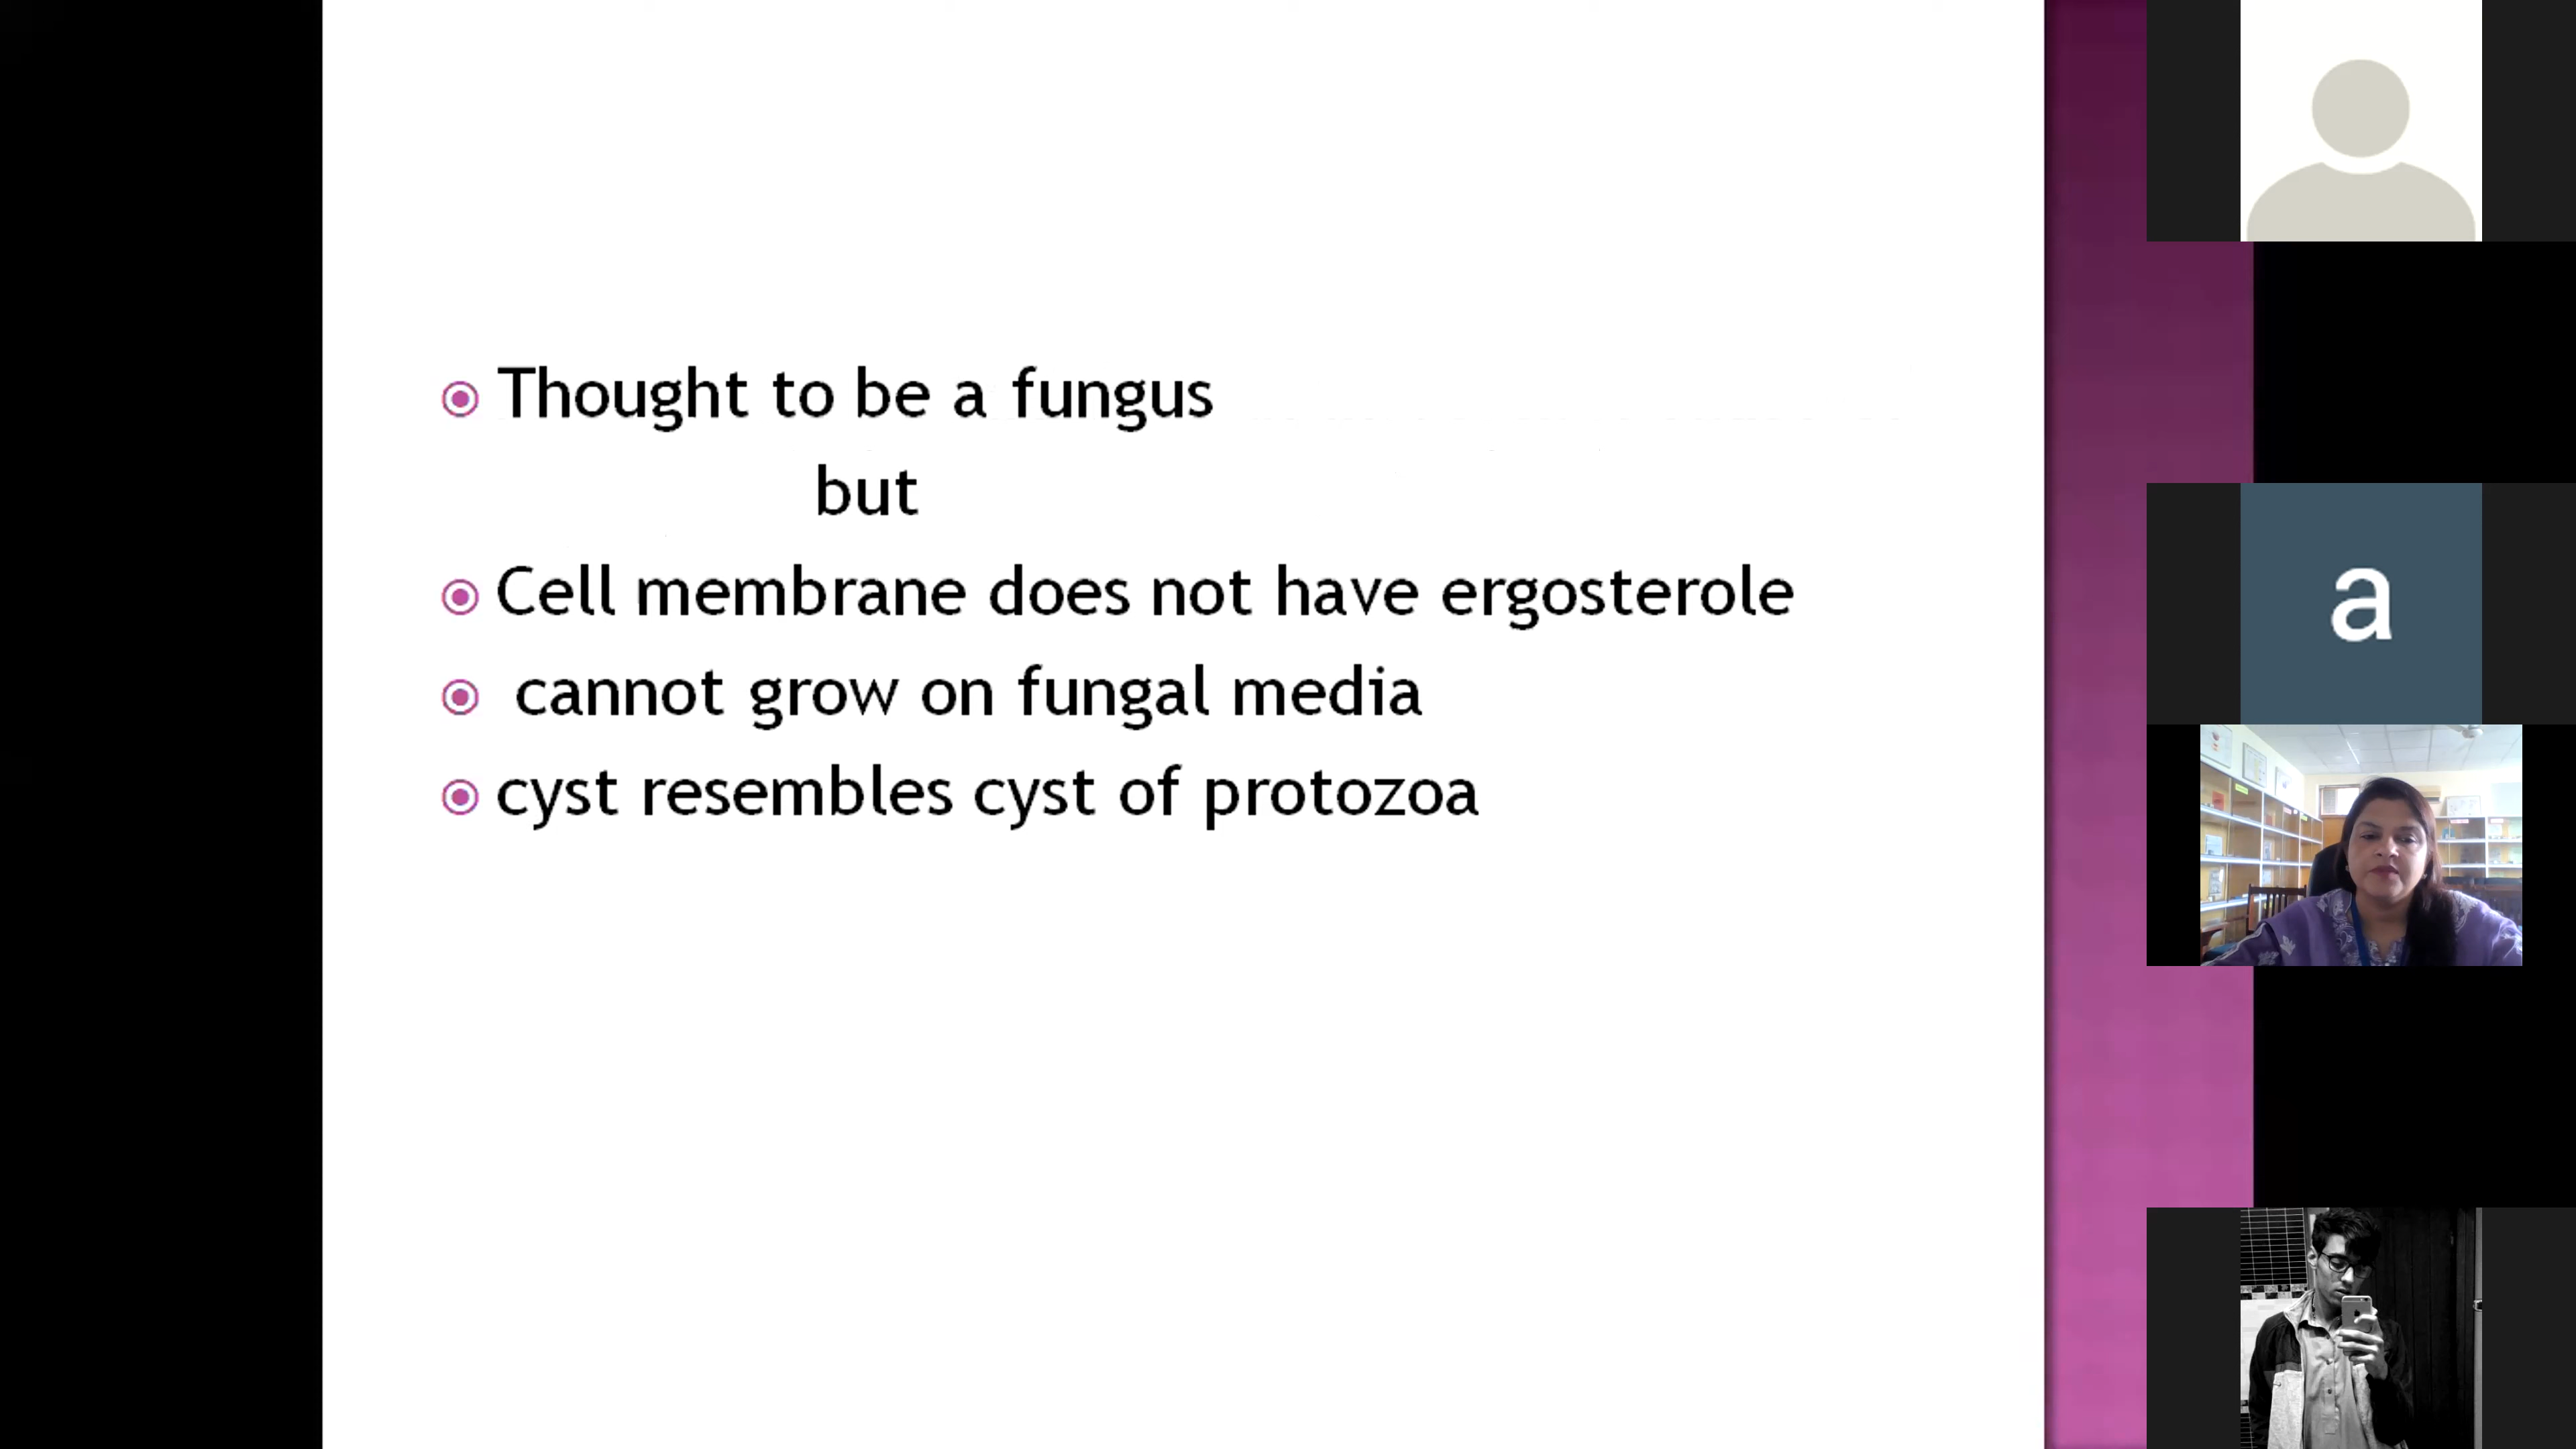 Thought to be a fungus
but
Cell membrane does not have ergosterole
cannot grow on fungal media
cyst resembles cyst of protozoa
a